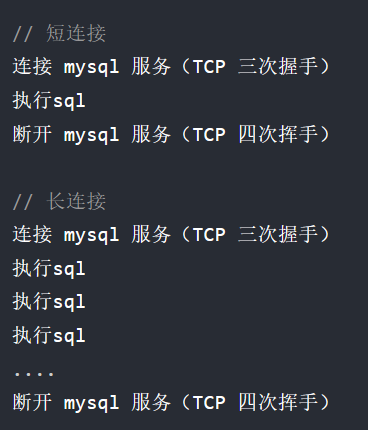 // 短连接
连接 mysql 服务（TCP 三次握手）
执行sql
断开 mysql 服务（TCP 四次挥手）
// 长连接
连接 mysql 服务（TCP 三次握手）
执行sql
执行sql
执行sql
....
断开 mysql 服务（TCP 四次挥手）